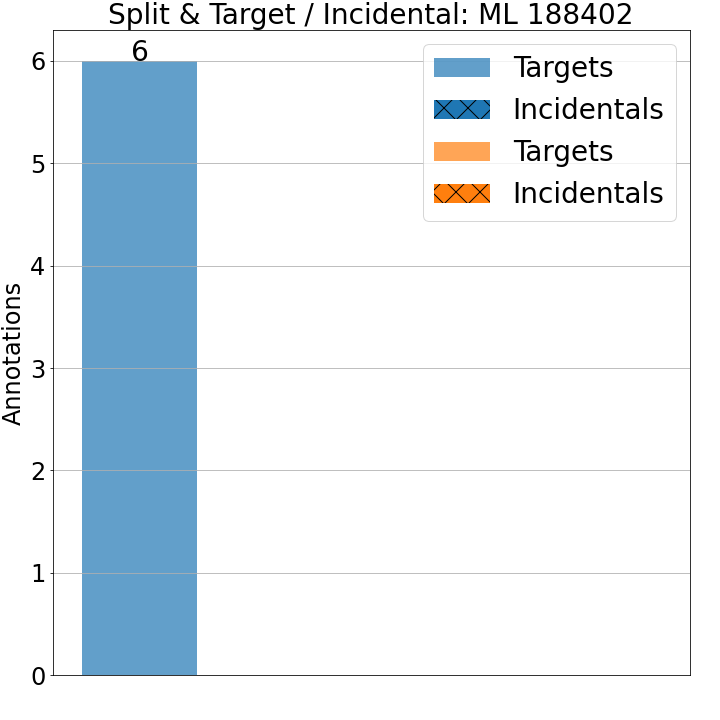 Split & Target / Incidental: ML 188402
6
Targets
Incidentals
Targets
Incidentals
Annotations
6
5
4
3
2
1
0